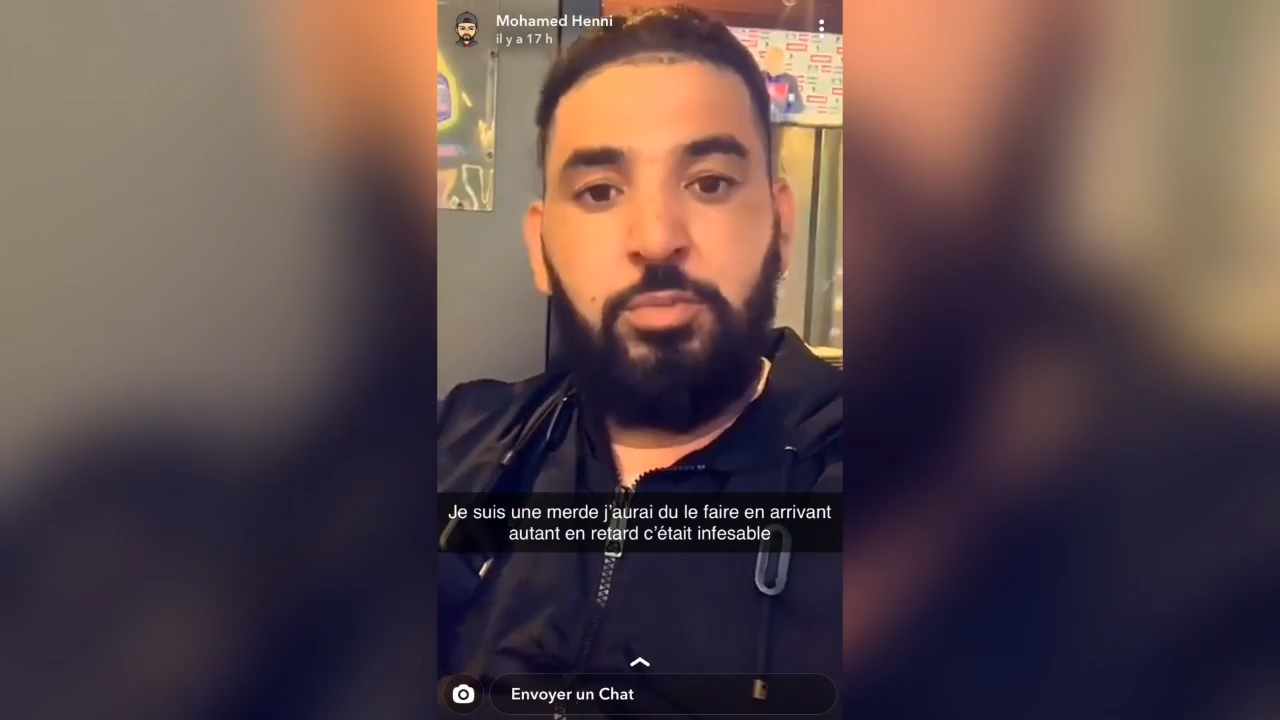 Mohamed Henni
il y a 17 h
Je suis une merde j'aurai du le faire en arrivant
autant en retard c'était infesable
Envoyer un Chat